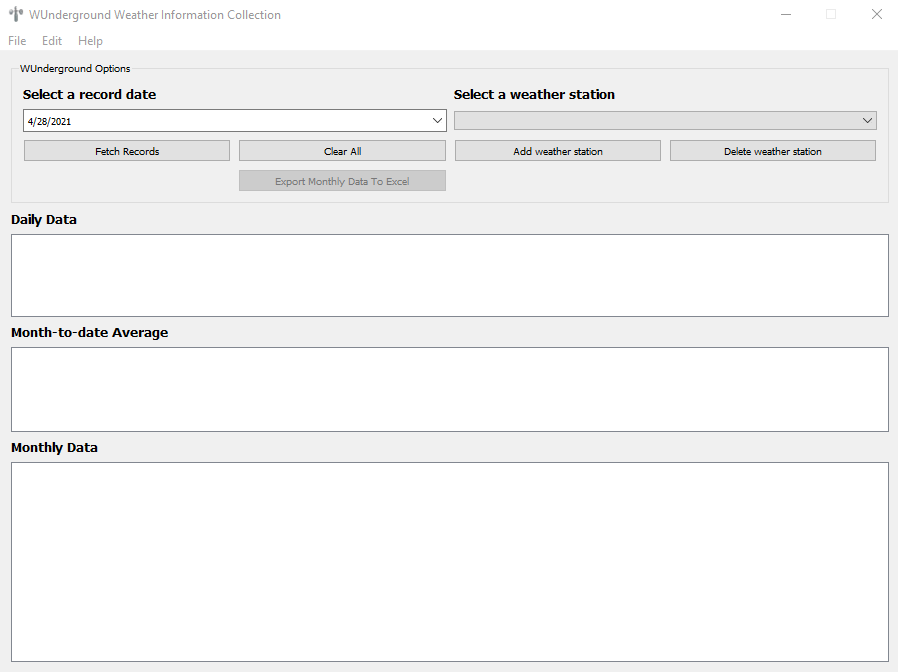 WUnderground Weather Information Collection
File Edit Help
WUnderground Options
Select a record date Select a weather station
4/28/2021
Fetch Records Clear All Add weather station Delete weather station
Export Monthly Data To Excel
Daily Data
Month-to-date Average
Monthly Data